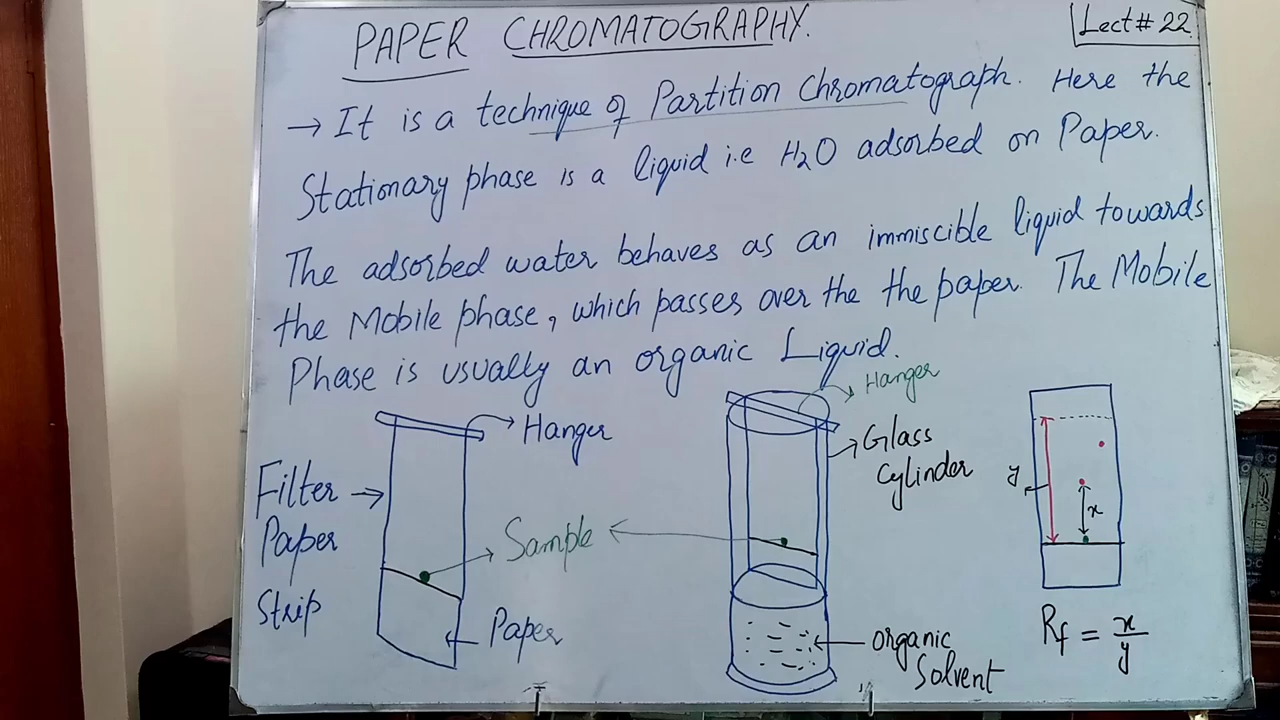 PAPER CHROMATOGRAPHY.
Lect# 22
→ It is a technique of Partition Chromatograph. Here the
Stationary phase is a liquid i.e H₂O adsorbed on Paper.
The adsorbed water behaves as an immiscible liquid towards
the Mobile phase, which passes over the the paper. The Mobile
Phase is usually an organic Liquid.
Hanger
Hanger
Filter
Paper
Strip
Sample
Paper
Glass
Cylinder
organic
Solvent
y
x
Rf = x/y